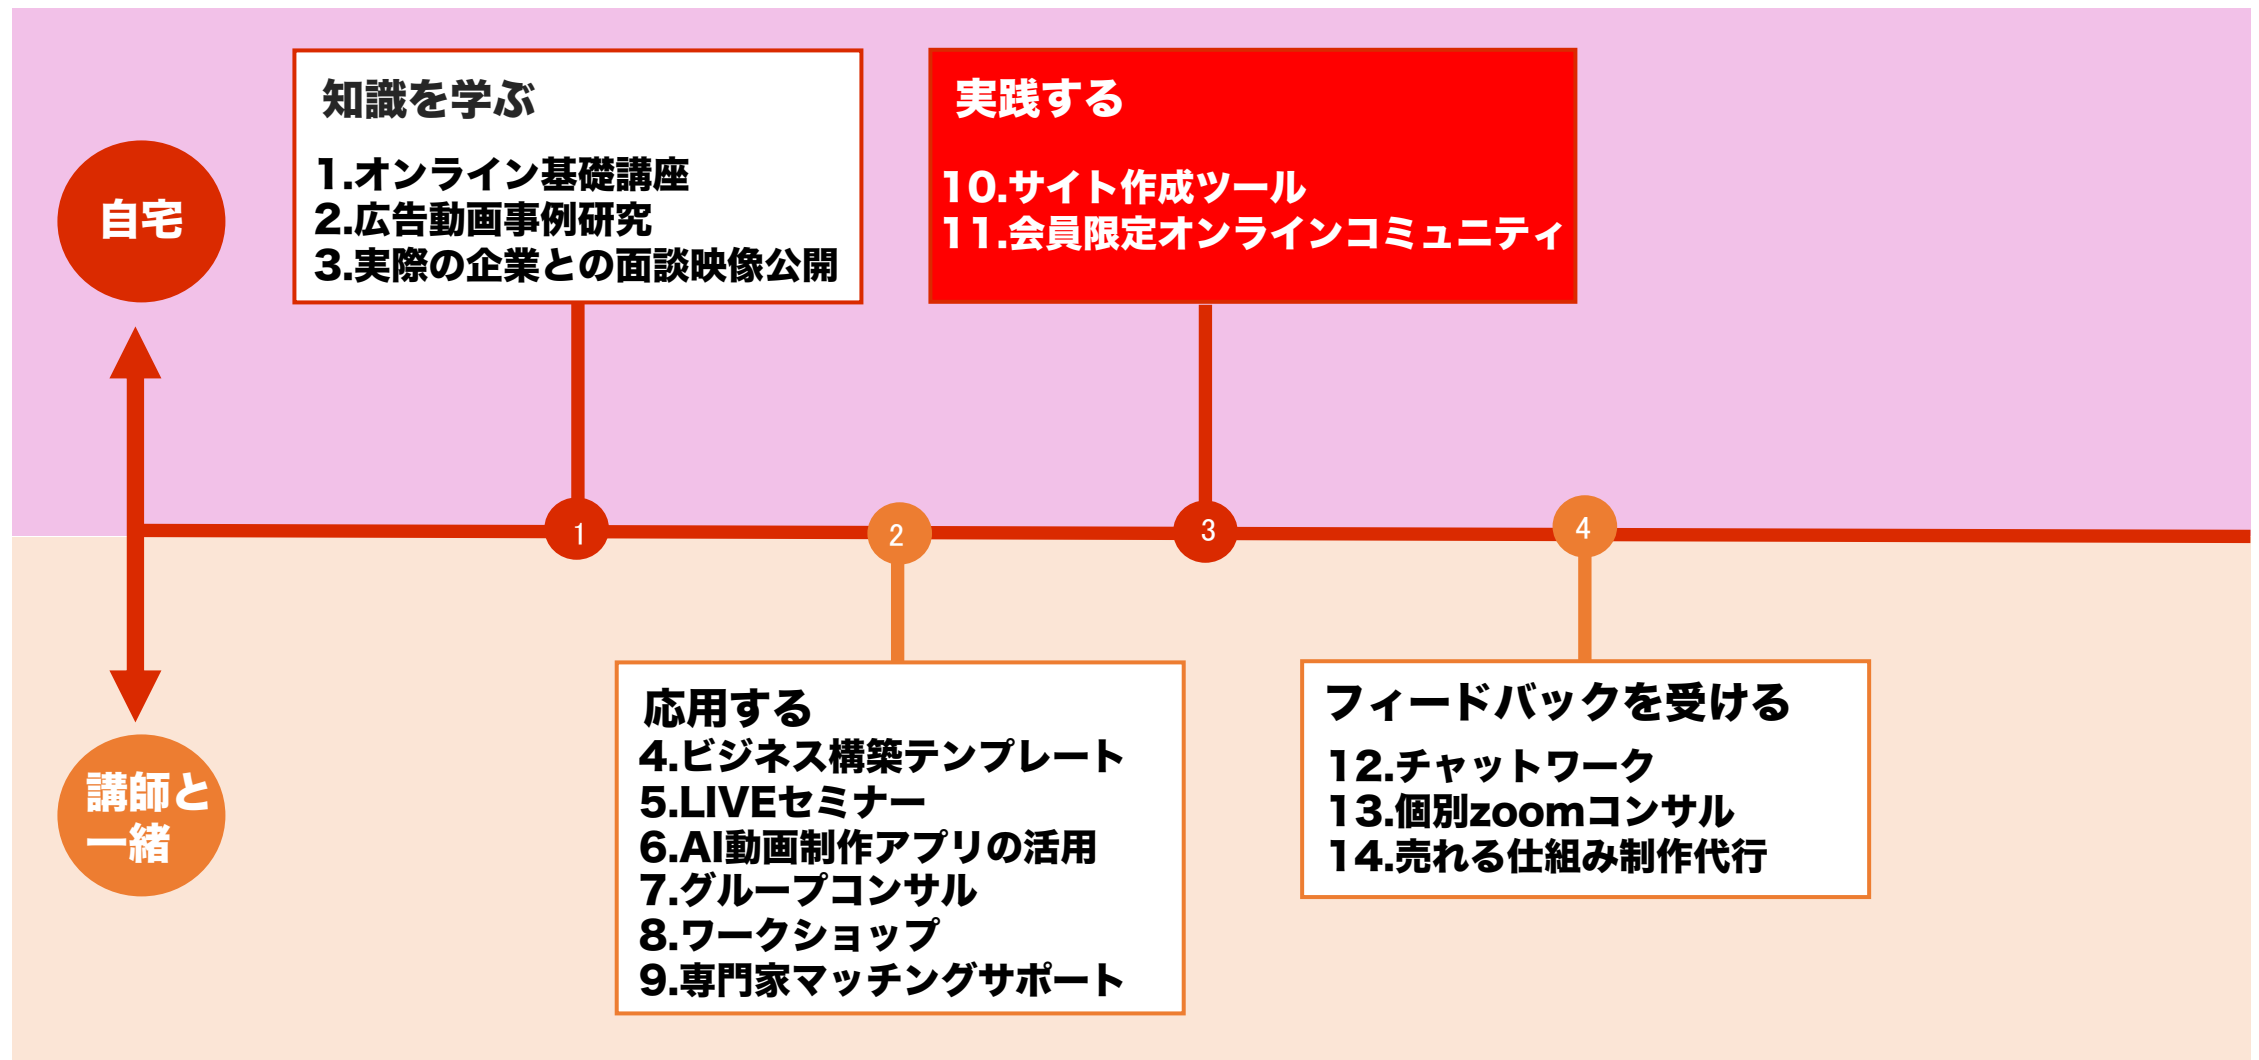 知識を学ぶ
1.オンライン基礎講座
2.広告動画事例研究
3.実際の企業との面談映像公開
実践する
10.サイト作成ツール
11.会員限定オンラインコミュニティ
自宅
1
2
3
4
講師と
一緒
応用する
4.ビジネス構築テンプレート
5.LIVEセミナー
6.AI動画制作アプリの活用
7.グループコンサル
8.ワークショップ
9.専門家マッチングサポート
フィードバックを受ける
12.チャットワーク
13.個別zoomコンサル
14.売れる仕組み制作代行